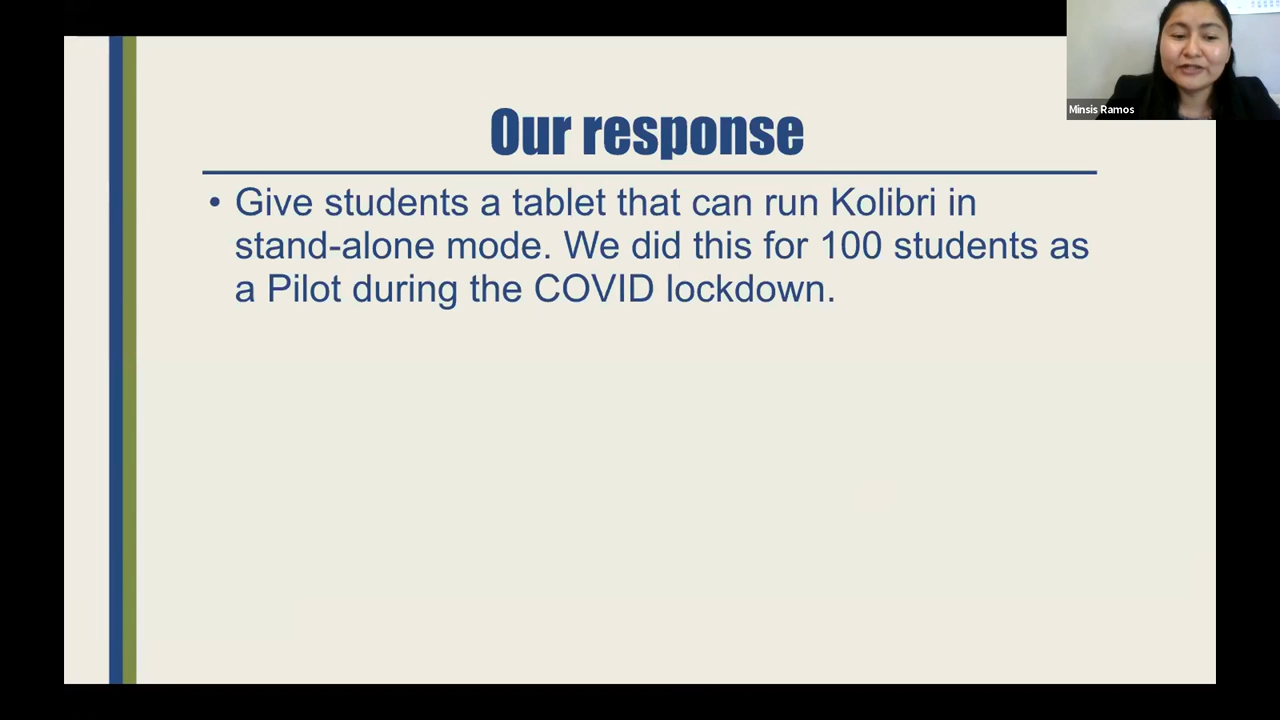 Our response
• Give students a tablet that can run Kolibri in
stand-alone mode. We did this for 100 students as
a Pilot during the COVID lockdown.
Minsis Ramos